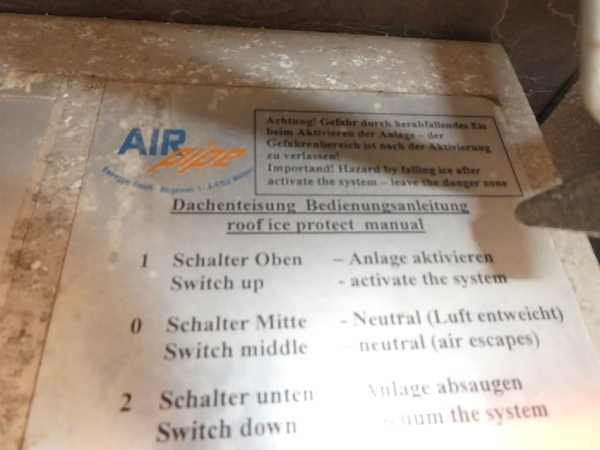 AIR
pipe
Achtung! Gefahr durch herabfallendes Eis
beim Aktivieren der Anlage – der
Gefahrenbereich ist nach der Aktivierung
zu verlassen!
Importand! Hazard by falling ice after
activate the system – leave the danger zone
Dachenteisung Bedienungsanleitung
roof ice protect manual
1 Schalter Oben – Anlage aktivieren
Switch up - activate the system
0 Schalter Mitte - Neutral (Luft entweicht)
Switch middle – neutral (air escapes)
2 Schalter unten Anlage absaugen
Switch down the system